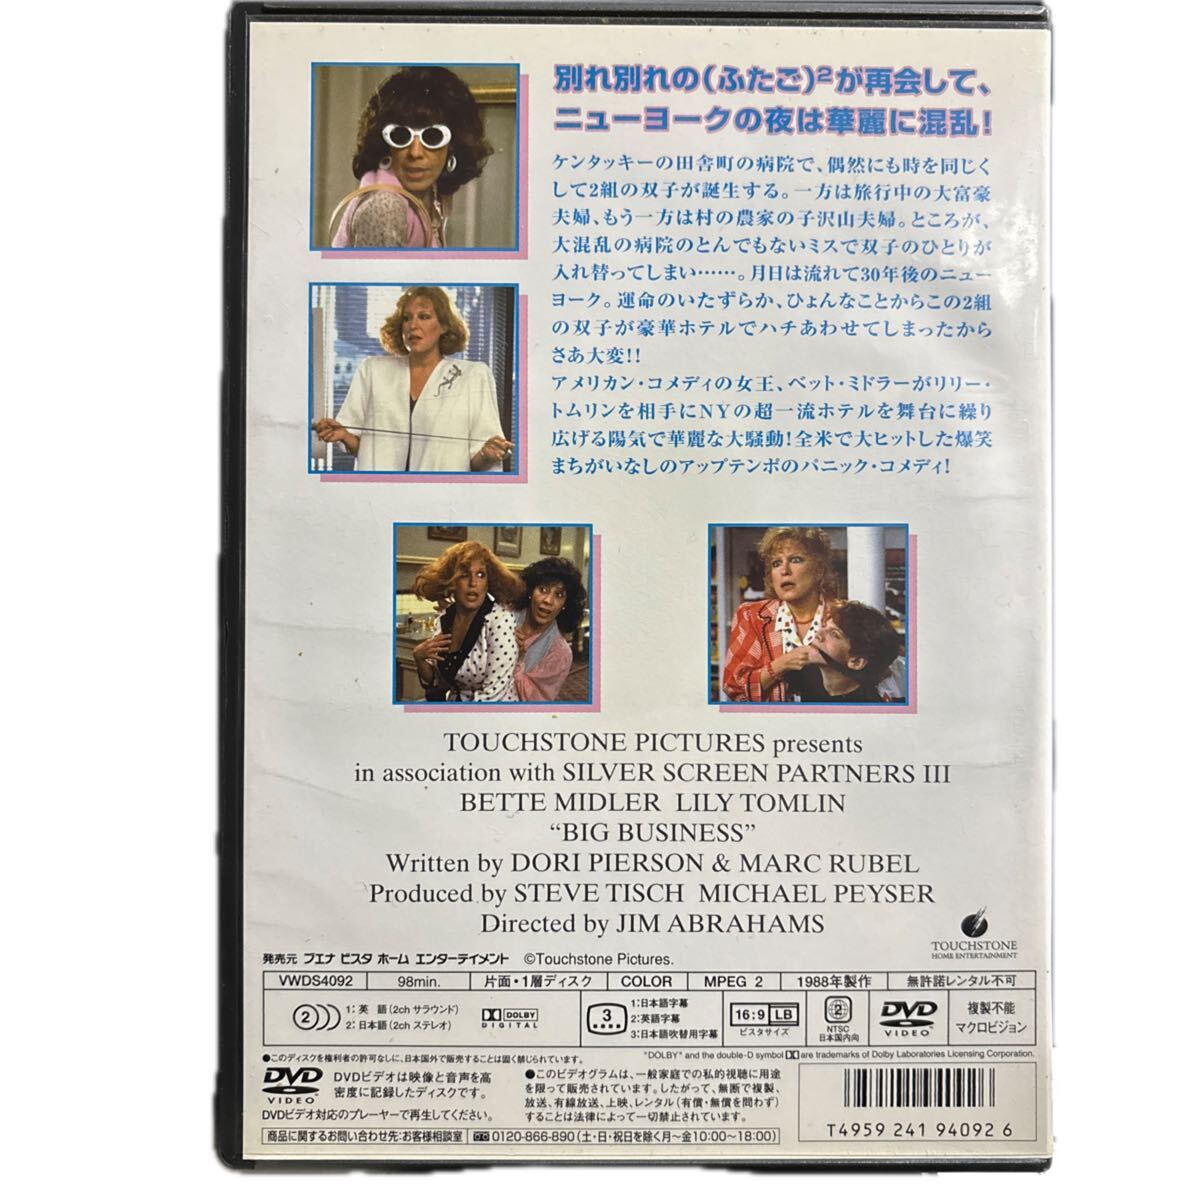 別れ別れの(ふたご)²が再会して、
ニューヨークの夜は華麗に混乱!
ケンタッキーの田舎町の病院で、偶然にも時を同じく
して2組の双子が誕生する。一方は旅行中の大富豪
夫婦、もう一方は村の農家の子沢山夫婦。ところが、
大混乱の病院のとんでもないミスで双子のひとりが
入れ替ってしまい……。月日は流れて30年後のニュー
ヨーク。運命のいたずらか、ひょんなことからこの2組
の双子が豪華ホテルでハチあわせてしまったから
さあ大変!!
アメリカン・コメディの女王、ベット・ミドラーがリリー・
トムリンを相手にNYの超一流ホテルを舞台に繰り
広げる陽気で華麗な大騒動!全米で大ヒットした爆笑
まちがいなしのアップテンポのパニック・コメディ!
TOUCHSTONE PICTURES presents
in association with SILVER SCREEN PARTNERS III
BETTE MIDLER LILY TOMLIN
“BIG BUSINESS”
Written by DORI PIERSON & MARC RUBEL
Produced by STEVE TISCH MICHAEL PEYSER
Directed by JIM ABRAHAMS
TOUCHSTONE
HOME ENTERTAINMENT
発売元 ブエナ ビスタ ホーム エンターテイメント ©Touchstone Pictures.
VWDS4092 98min. 片面・1層ディスク COLOR MPEG 2 1988年製作 無許諾レンタル不可
2 1:英 語(2ch サラウンド)
2:日本語(2ch ステレオ)
DOLBY
DIGITAL
3 1:日本語字幕
2:英語字幕
3:日本語吹替用字幕
16:9 LB
ビスタサイズ
2
NTSC
日本国内向
DVD
VIDEO
複製不能
マクロビジョン
●このディスクを権利者の許可なしに、日本国外で販売することは固く禁じられています。
"DOLBY" and the double-D symbol are trademarks of Dolby Laboratories Licensing Corporation.
DVD
VIDEO
DVDビデオは映像と音声を高
密度に記録したディスクです。
DVDビデオ対応のプレーヤーで再生してください。
●このビデオグラムは、一般家庭での私的視聴に用途
を限って販売されています。したがって、無断で複製、
放送、有線放送、上映、レンタル(有償・無償を問わず)
することは法律によって一切禁止されています。
商品に関するお問い合わせ先:お客様相談室 0120-866-890(土・日・祝日を除く月〜金10:00〜18:00)
T4959 241 94092 6